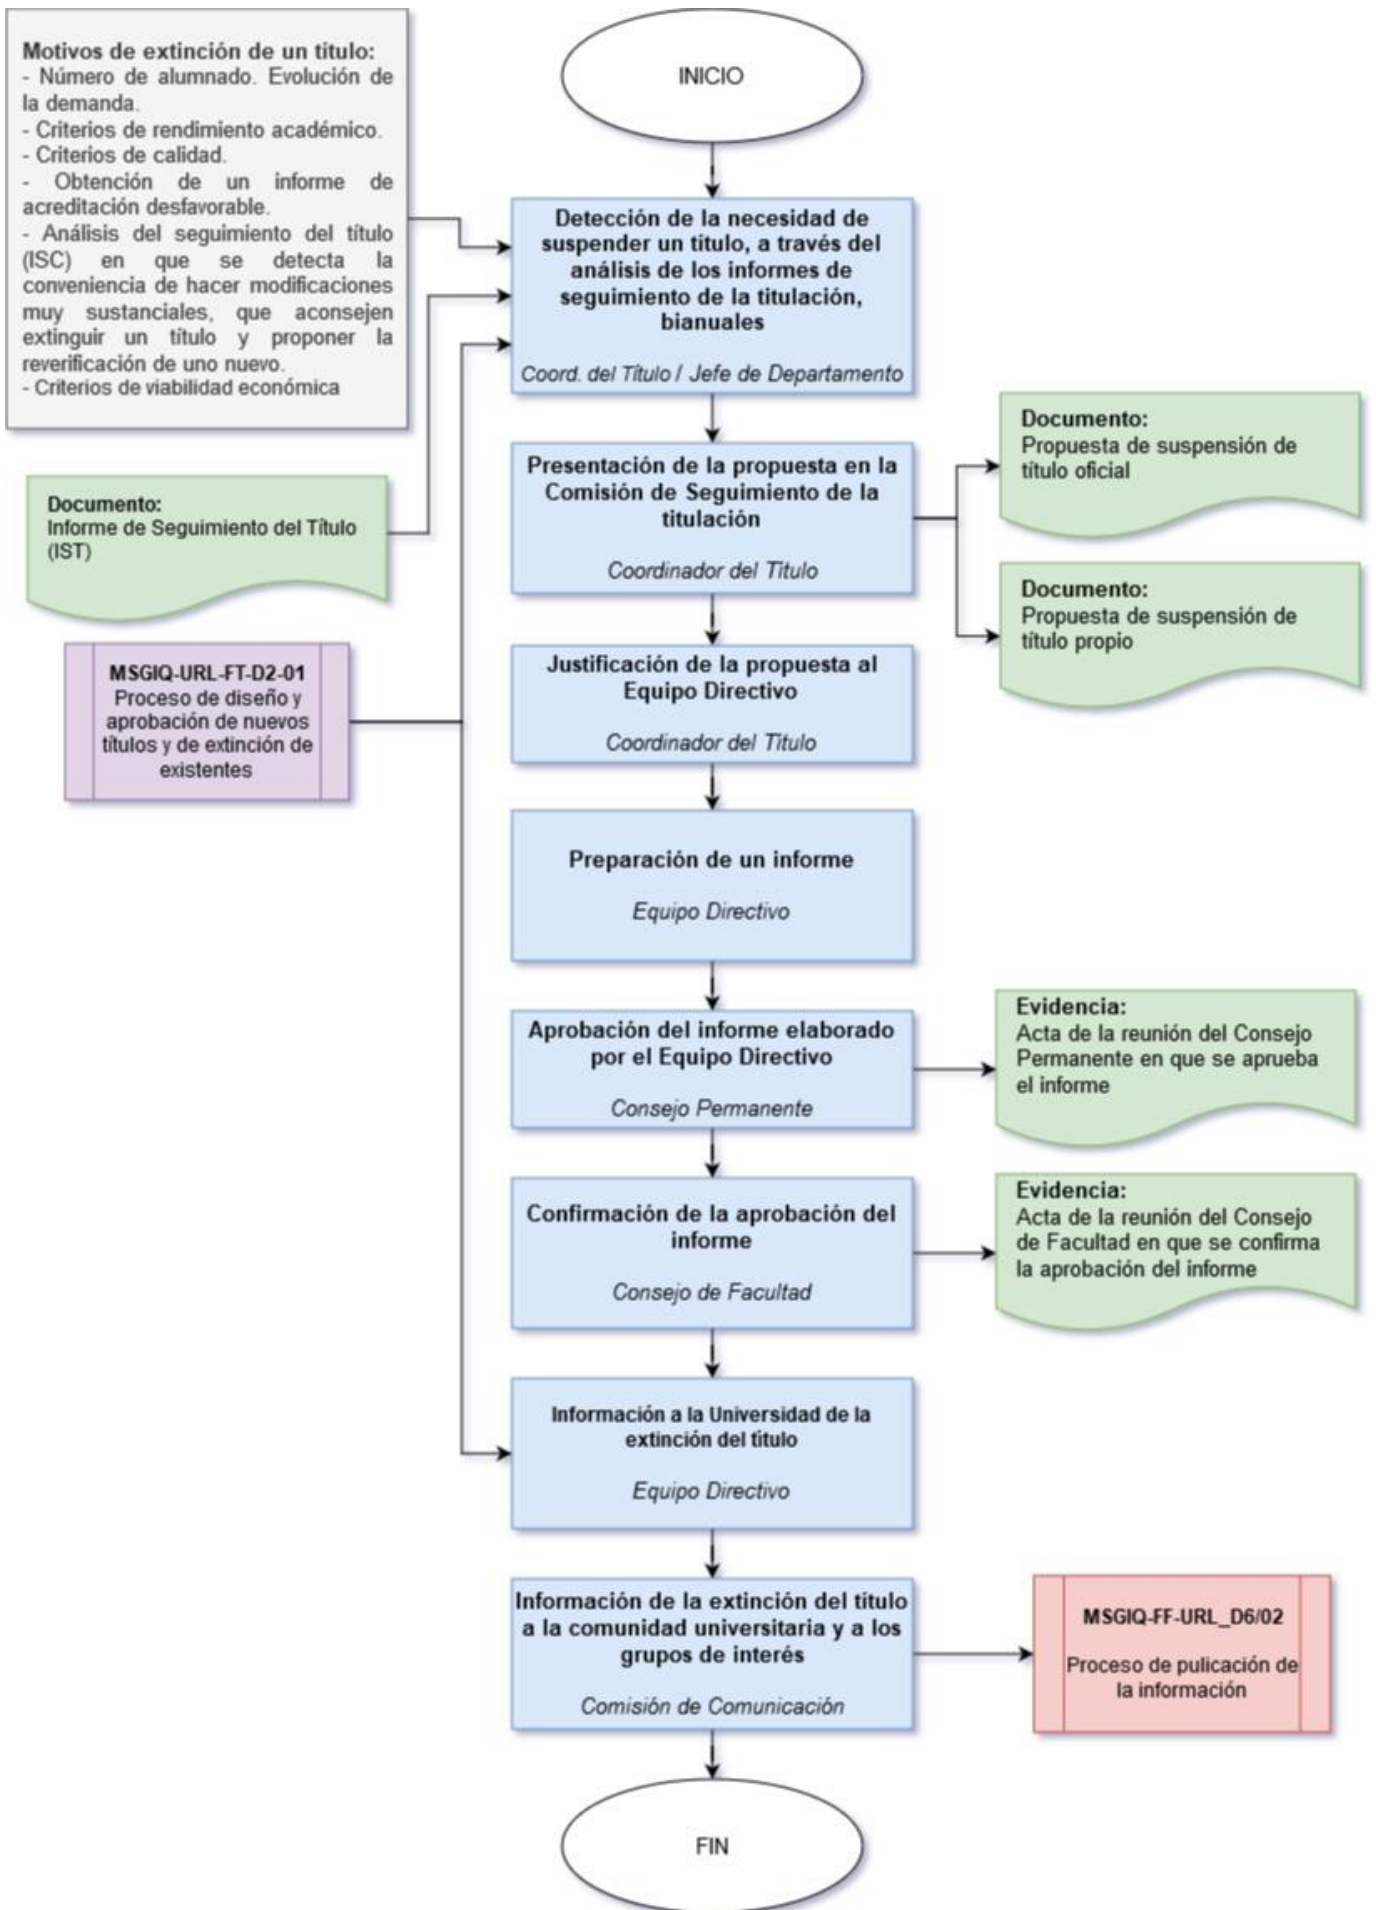 Motivos de extinción de un título:
- Número de alumnado. Evolución de
la demanda.
- Criterios de rendimiento académico.
- Criterios de calidad.
- Obtención de un informe de
acreditación desfavorable.
- Análisis del seguimiento del título
(ISC) en que se detecta la
conveniencia de hacer modificaciones
muy sustanciales, que aconsejen
extinguir un título y proponer la
reverificación de uno nuevo.
- Criterios de viabilidad económica
INICIO
Detección de la necesidad de
suspender un título, a través del
análisis de los informes de
seguimiento de la titulación,
bianuales
Coord. del Título / Jefe de Departamento
Documento:
Informe de Seguimiento del Título
(IST)
MSGIQ-URL-FT-D2-01
Proceso de diseño y
aprobación de nuevos
títulos y de extinción de
existentes
Presentación de la propuesta en la
Comisión de Seguimiento de la
titulación
Coordinador del Título
Documento:
Propuesta de suspensión de
título oficial
Documento:
Propuesta de suspensión de
título propio
Justificación de la propuesta al
Equipo Directivo
Coordinador del Título
Preparación de un informe
Equipo Directivo
Aprobación del informe elaborado
por el Equipo Directivo
Consejo Permanente
Evidencia:
Acta de la reunión del Consejo
Permanente en que se aprueba
el informe
Confirmación de la aprobación del
informe
Consejo de Facultad
Evidencia:
Acta de la reunión del Consejo
de Facultad en que se confirma
la aprobación del informe
Información a la Universidad de la
extinción del título
Equipo Directivo
Información de la extinción del título
a la comunidad universitaria y a los
grupos de interés
Comisión de Comunicación
MSGIQ-FF-URL_D6/02
Proceso de pulicación de
la información
FIN